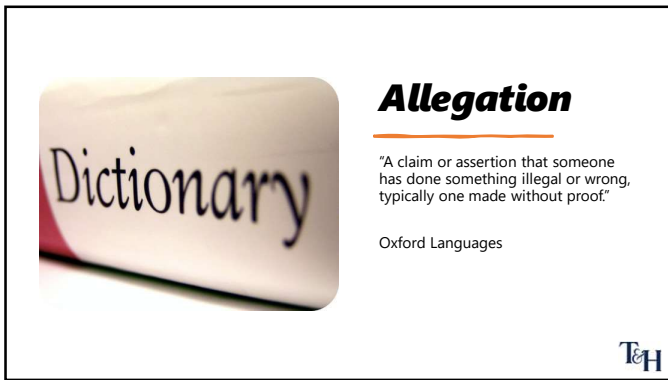 Dictionary
Allegation
“A claim or assertion that someone
has done something illegal or wrong,
typically one made without proof.”
Oxford Languages
T&H